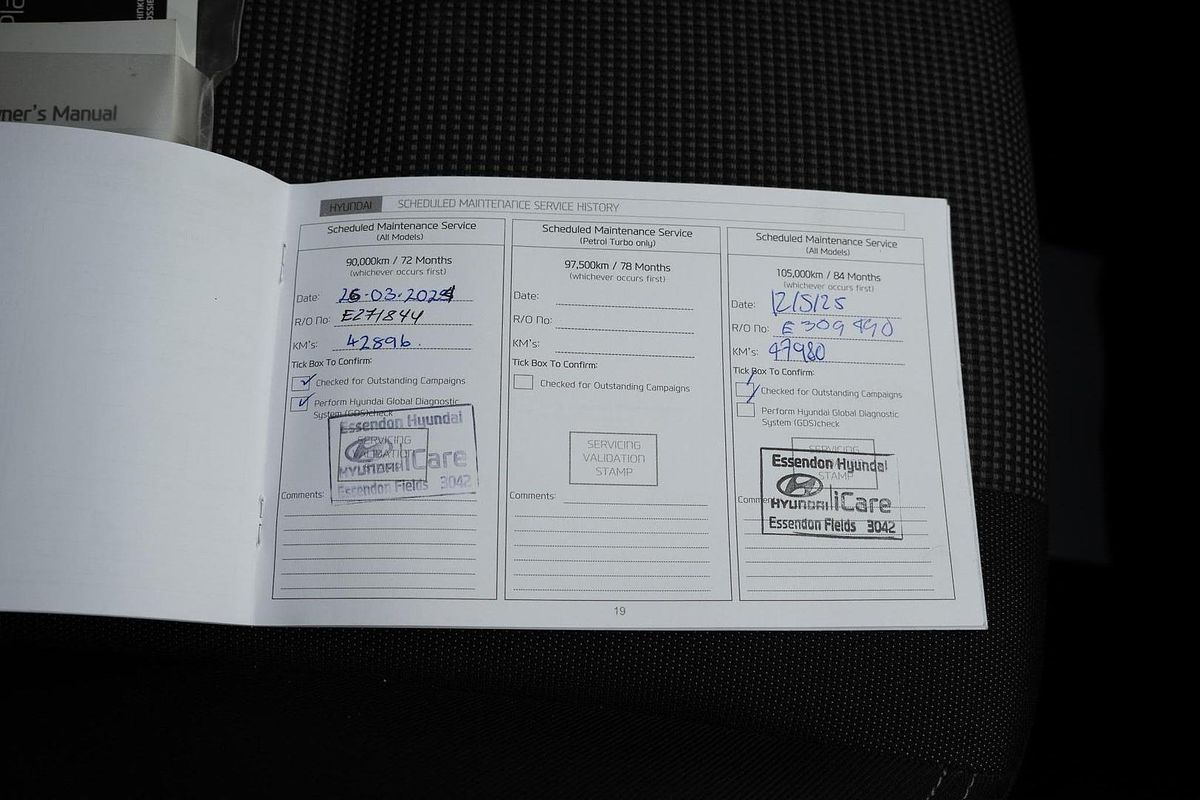 ner's Manual
HYUNDAI SCHEDULED MAINTENANCE SERVICE HISTORY
Scheduled Maintenance Service
(All Models)
90,000km / 72 Months
(whichever occurs first)
Date: 26-03-2024
R/O No: E271844
KM's: 42896.
Tick Box To Confirm:
Checked for Outstanding Campaigns
Perform Hyundai Global Diagnostic
System (GDS)check
SERVICING
VALIDATION
Essendon Hyundai
HYUNDAI iCare
Essendon Fields 3042
Comments:
Scheduled Maintenance Service
(Petrol Turbo only)
97,500km / 78 Months
(whichever occurs first)
Date:
R/O No:
KM's:
Tick Box To Confirm:
Checked for Outstanding Campaigns
SERVICING
VALIDATION
STAMP
Comments:
Scheduled Maintenance Service
(All Models)
105,000km / 84 Months
(whichever occurs first)
Date: 12/5/25
R/O No: E309490
KM's: 47980
Tick Box To Confirm:
Checked for Outstanding Campaigns
Perform Hyundai Global Diagnostic
System (GDS)check
SERVICING
STAMP
Essendon Hyundai
HYUNDAI iCare
Essendon Fields 3042
19